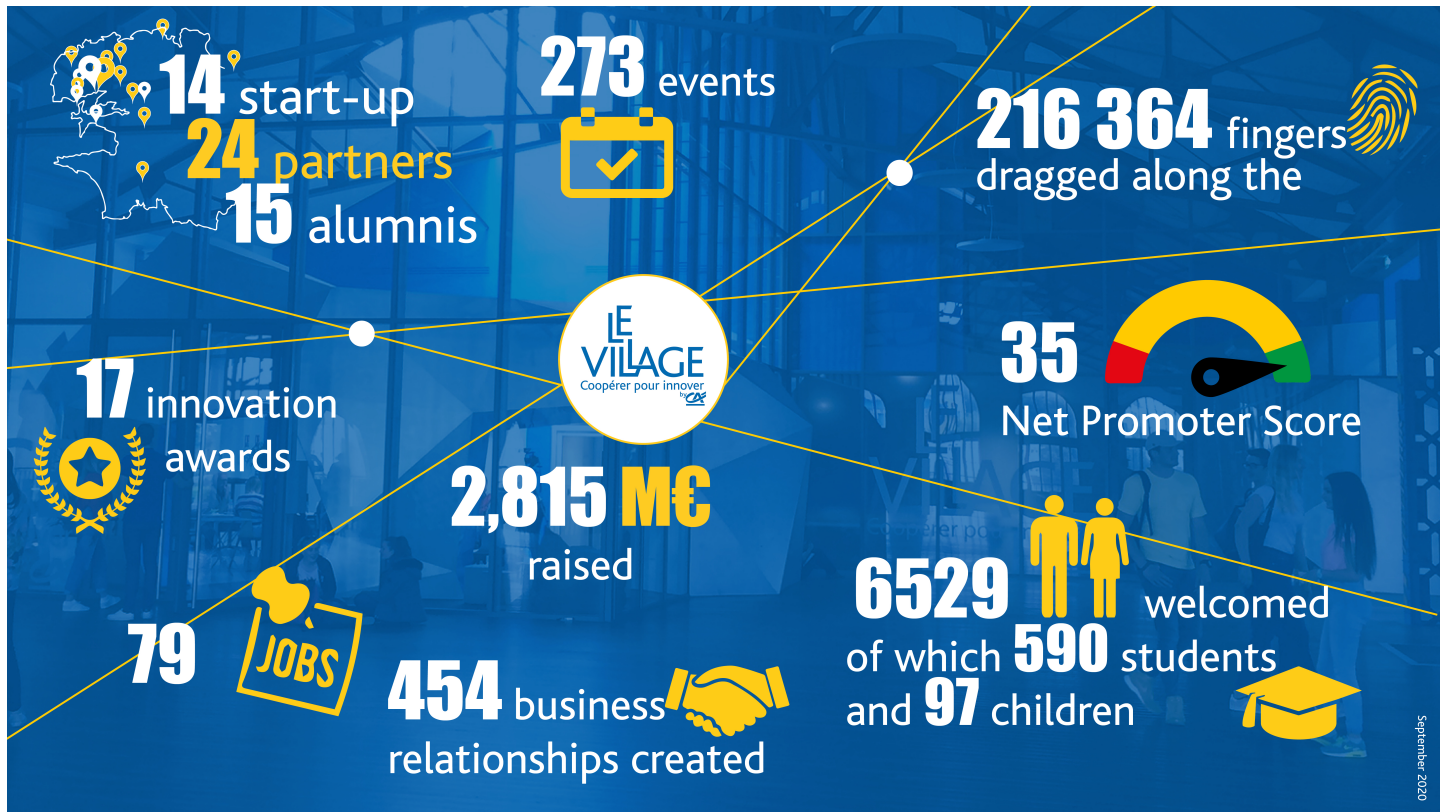 14 start-up
24 partners
15 alumnis
273 events
216 364 fingers
dragged along the
LE
VILLAGE
Coopérer pour innover
by CA
35
Net Promoter Score
17 innovation
awards
2,815 M€
raised
79
JOBS
454 business
relationships created
6529 welcomed
of which 590 students
and 97 children
September 2020